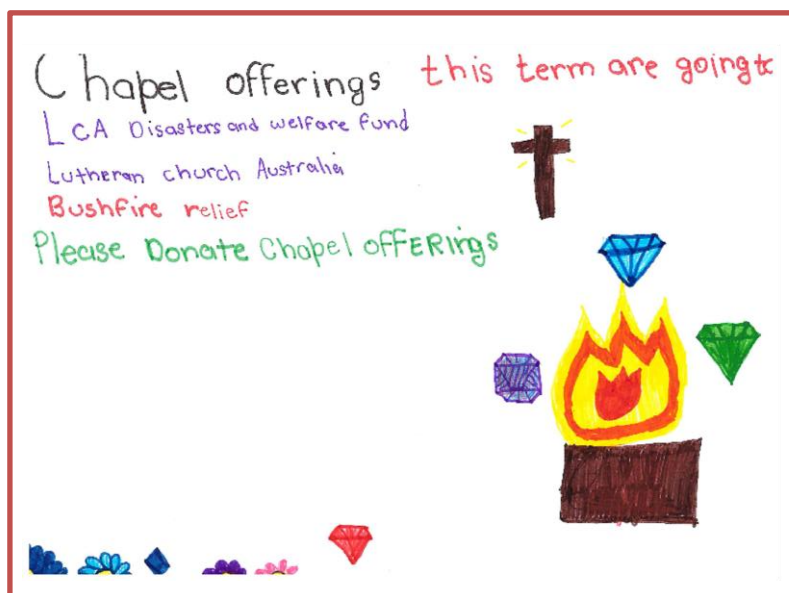 Chapel offerings this term are going to
LCA Disasters and welfare fund
Lutheran church Australia
Bushfire relief
Please Donate Chapel offERings